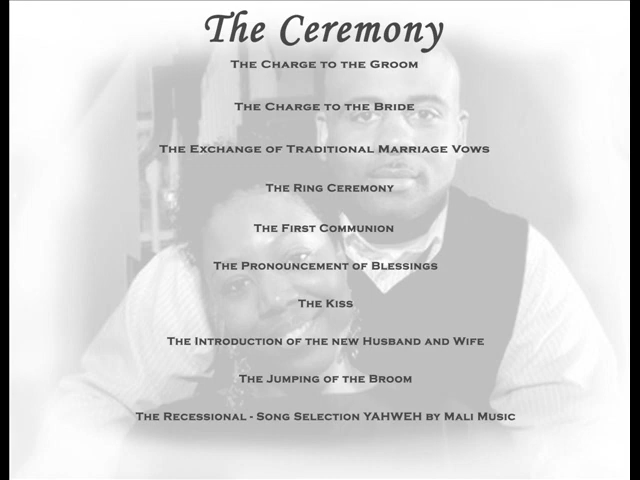 The Ceremony
The Charge to the Groom
The Charge to the Bride
The Exchange of Traditional Marriage Vows
The Ring Ceremony
The First Communion
The Pronouncement of Blessings
The Kiss
The Introduction of the new Husband and Wife
The Jumping of the Broom
The Recessional - Song Selection YAHWEH by Mali Music